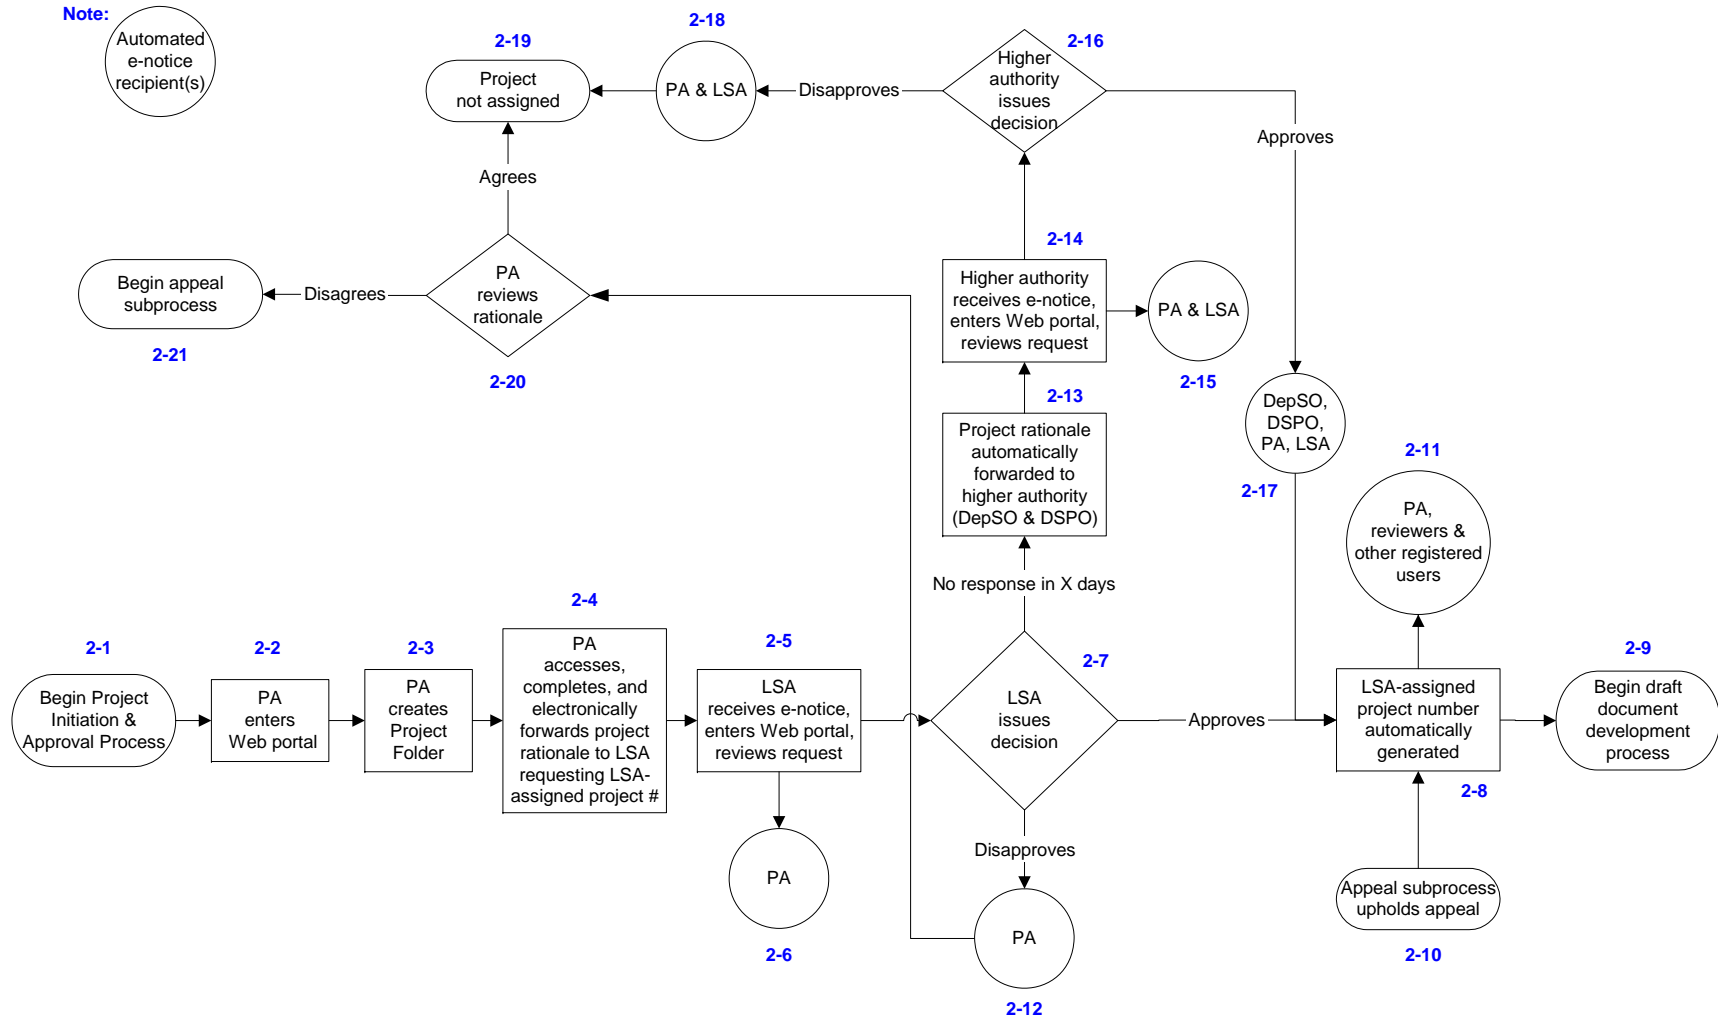 Note:
Automated
e-notice
recipient(s)
2-19
Project
not assigned
2-18
PA & LSA
Disapproves
2-16
Higher
authority
issues
decision
Approves
Agrees
2-14
Higher authority
receives e-notice,
enters Web portal,
reviews request
PA & LSA
2-15
Begin appeal
subprocess
2-21
Disagrees
PA
reviews
rationale
2-20
2-13
Project rationale
automatically
forwarded to
higher authority
(DepSO & DSPO)
DepSO,
DSPO,
PA, LSA
2-17
2-11
PA,
reviewers &
other registered
users
No response in X days
2-1
Begin Project
Initiation &
Approval Process
2-2
PA
enters
Web portal
2-3
PA
creates
Project
Folder
2-4
PA
accesses,
completes, and
electronically
forwards project
rationale to LSA
requesting LSA-
assigned project #
2-5
LSA
receives e-notice,
enters Web portal,
reviews request
2-7
LSA
issues
decision
Approves
LSA-assigned
project number
automatically
generated
2-8
2-9
Begin draft
document
development
process
PA
2-6
Disapproves
PA
2-12
Appeal subprocess
upholds appeal
2-10